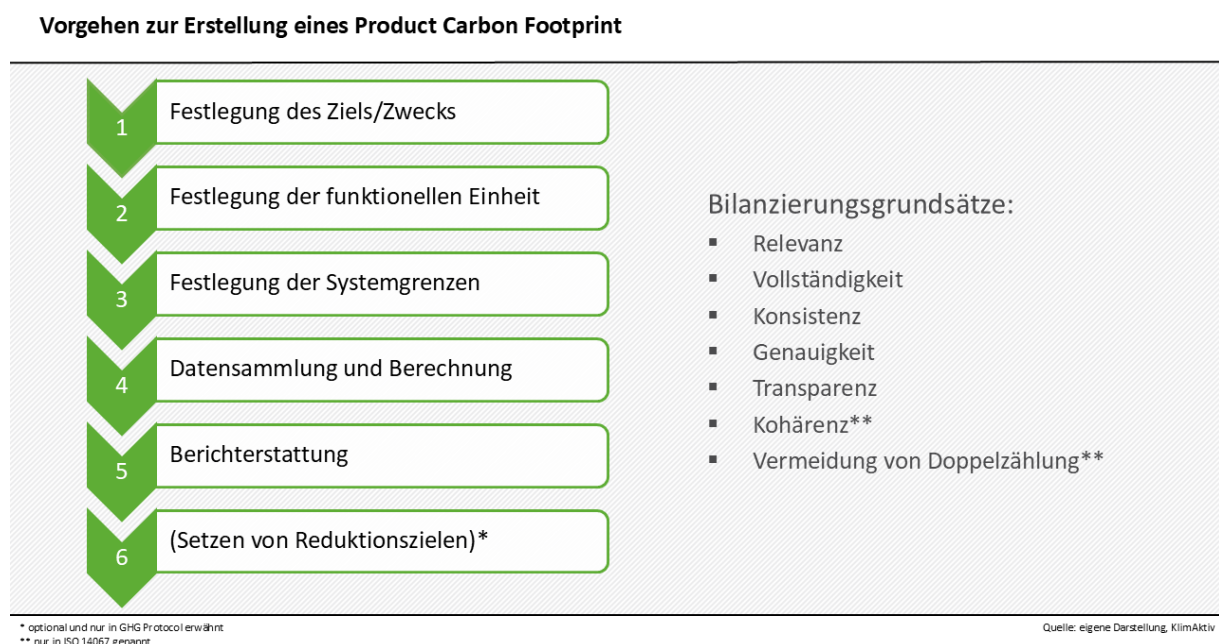 Vorgehen zur Erstellung eines Product Carbon Footprint
1
Festlegung des Ziels/Zwecks
2
Festlegung der funktionellen Einheit
3
Festlegung der Systemgrenzen
4
Datensammlung und Berechnung
5
Berichterstattung
6
(Setzen von Reduktionszielen)*
Bilanzierungsgrundsätze:
▪ Relevanz
▪ Vollständigkeit
▪ Konsistenz
▪ Genauigkeit
▪ Transparenz
▪ Kohärenz**
▪ Vermeidung von Doppelzählung**
* optional und nur in GHG Protocol erwähnt
** nur in ISO 14067 genannt
Quelle: eigene Darstellung, KlimAktiv